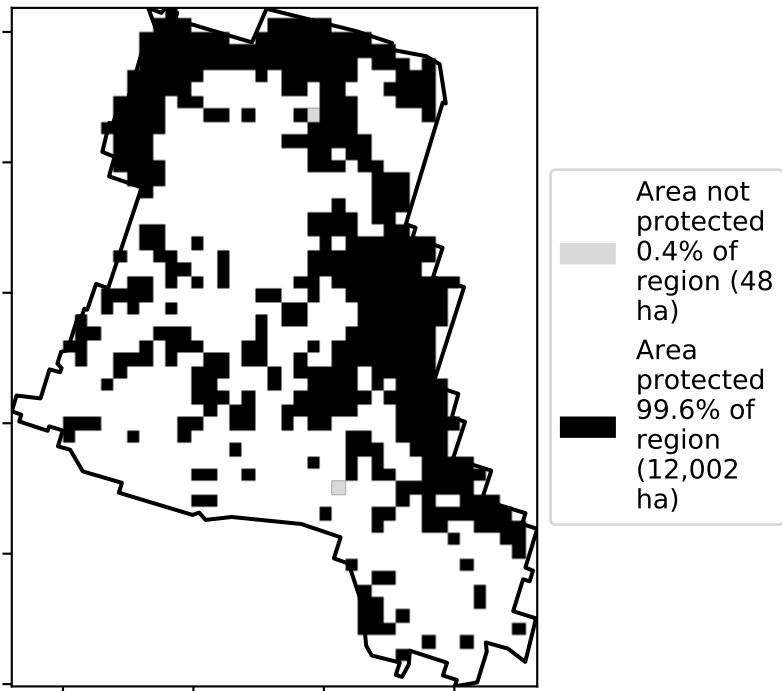 Area not
protected
0.4% of
region (48
ha)
Area
protected
99.6% of
region
(12,002
ha)